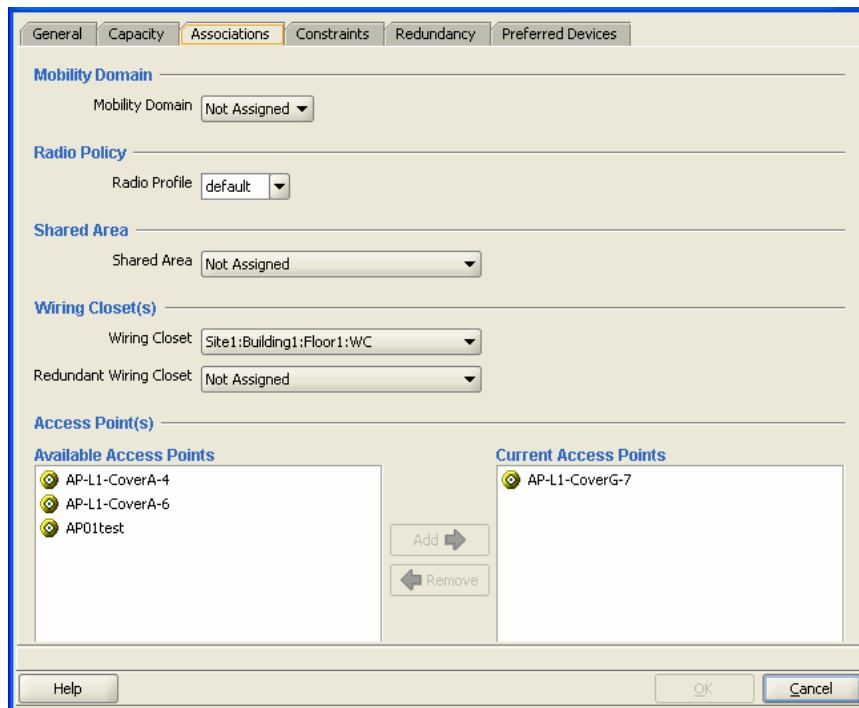 General Capacity Associations Constraints Redundancy Preferred Devices
Mobility Domain
Mobility Domain Not Assigned
Radio Policy
Radio Profile default
Shared Area
Shared Area Not Assigned
Wiring Closet(s)
Wiring Closet Site1:Building1:Floor1:WC
Redundant Wiring Closet Not Assigned
Access Point(s)
Available Access Points Current Access Points
AP-L1-CoverA-4 AP-L1-CoverG-7
AP-L1-CoverA-6
AP01test
Add
Remove
Help OK Cancel